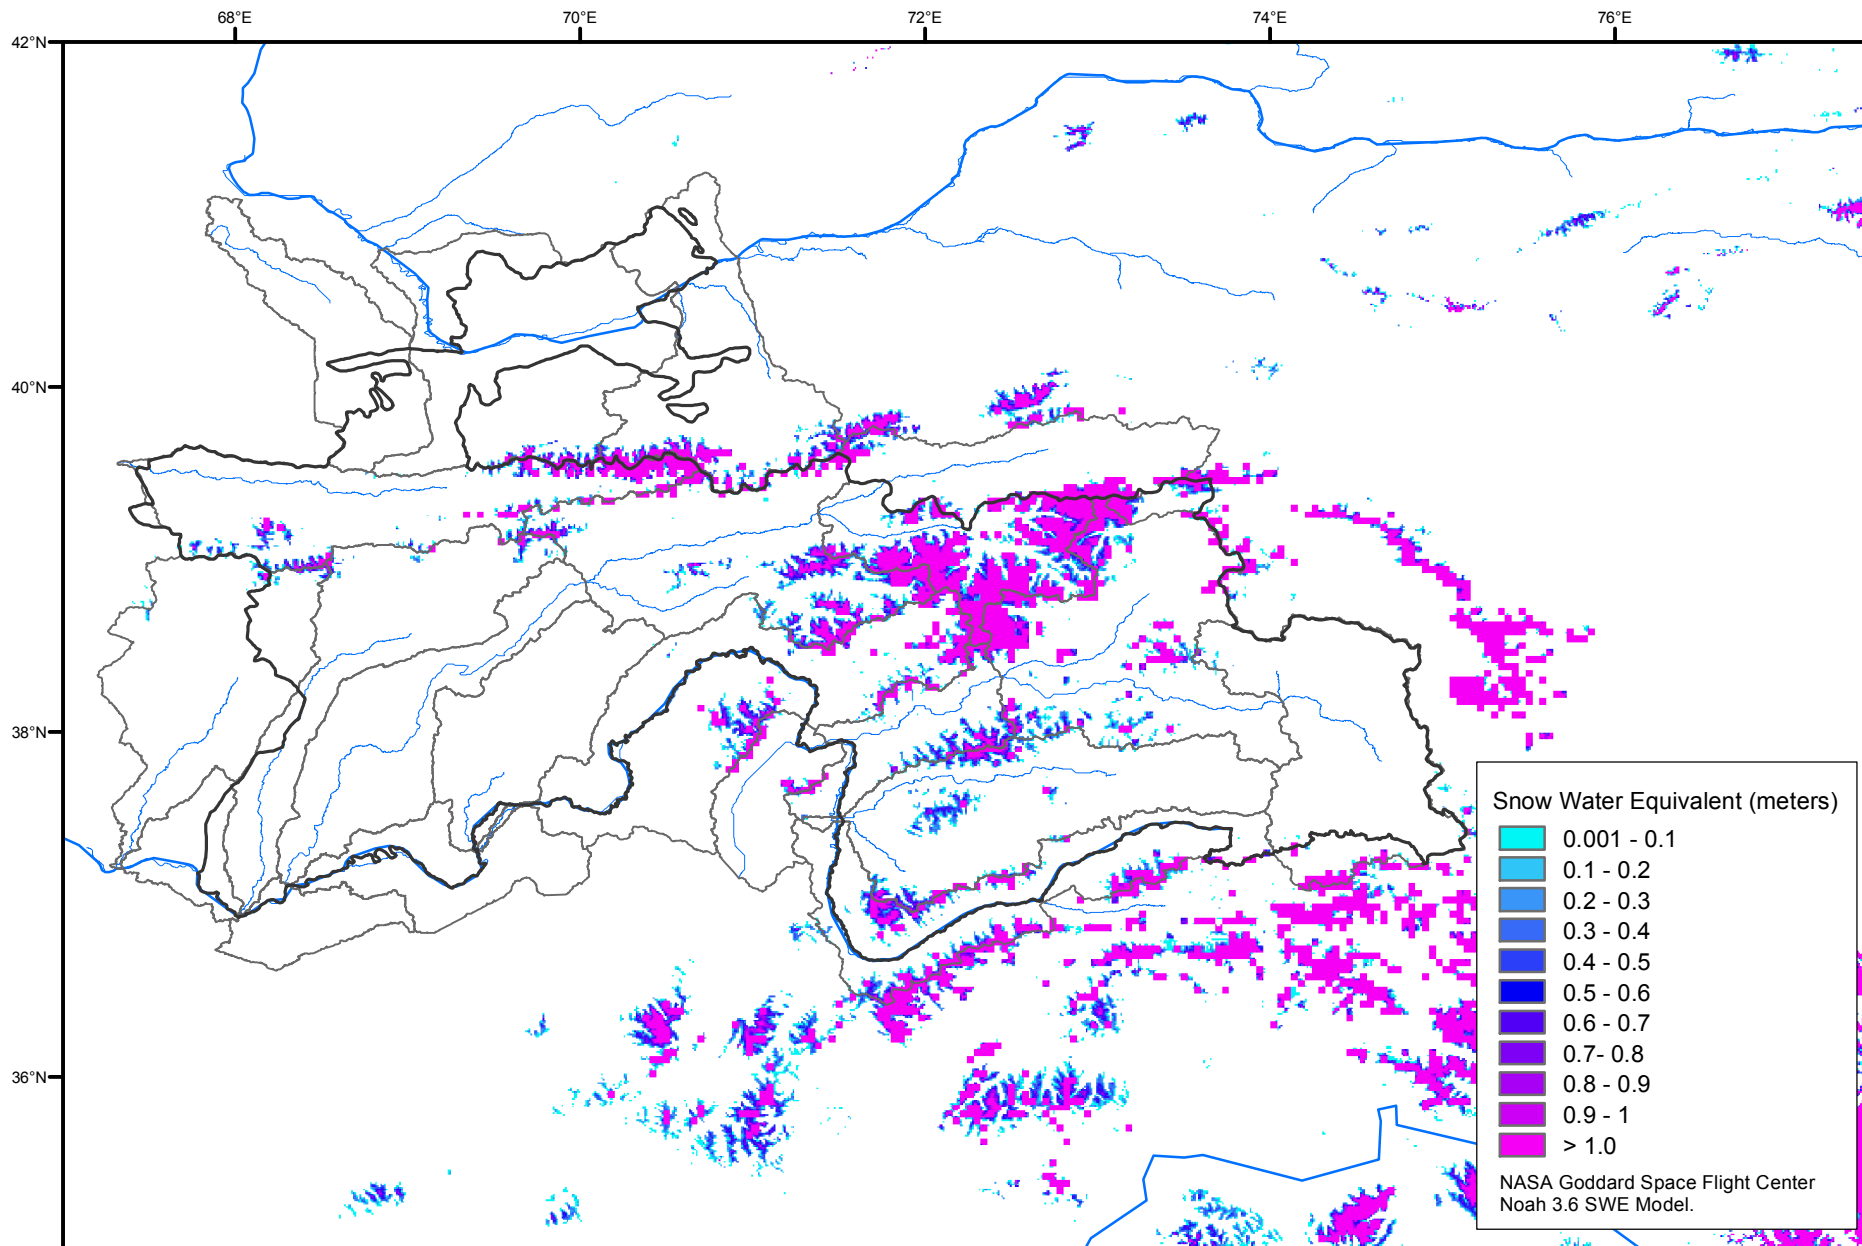 68°E 70°E 72°E 74°E 76°E
42°N
40°N
38°N
36°N
Snow Water Equivalent (meters)
0.001 - 0.1
0.1 - 0.2
0.2 - 0.3
0.3 - 0.4
0.4 - 0.5
0.5 - 0.6
0.6 - 0.7
0.7- 0.8
0.8 - 0.9
0.9 - 1
> 1.0
NASA Goddard Space Flight Center
Noah 3.6 SWE Model.